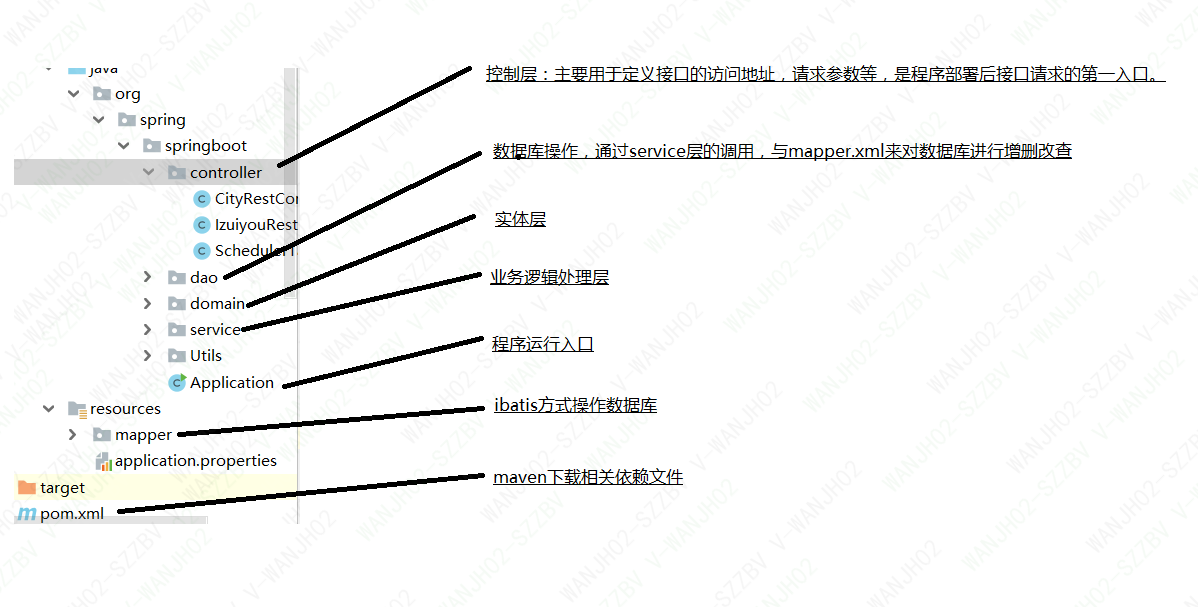 java
控制层：主要用于定义接口的访问地址，请求参数等，是程序部署后接口请求的第一入口。
org
spring
springboot
数据库操作，通过service层的调用，与mapper.xml来对数据库进行增删改查
controller
CityRestCon
IzuiyouRest
实体层
SchedulerT
dao
业务逻辑处理层
domain
service
程序运行入口
Utils
Application
resources
ibatis方式操作数据库
mapper
application.properties
maven下载相关依赖文件
target
pom.xml
WANJH02-SZZBV V-WANJH02-SZZBV V-WANJH02